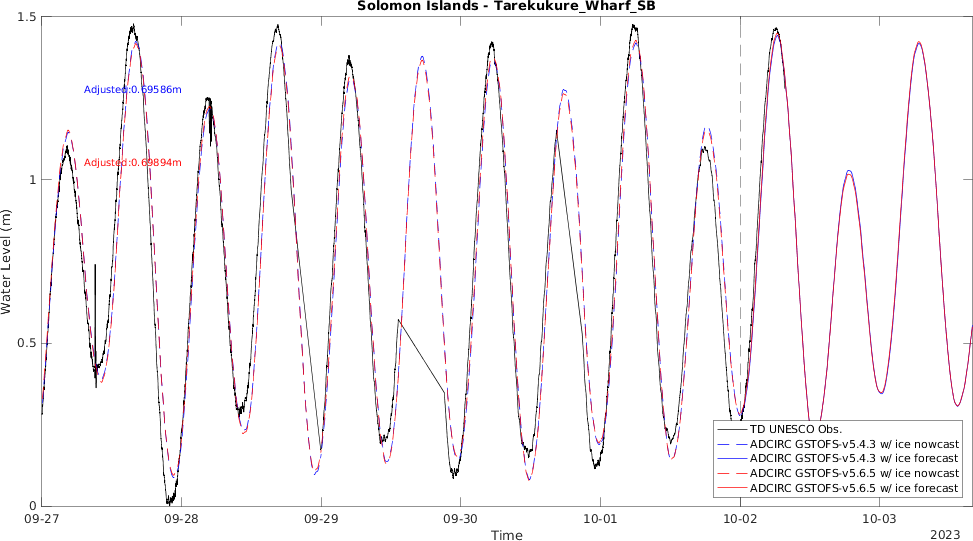 Solomon Islands - Tarekukure_Wharf_SB
1.5
Adjusted:0.69586m
Adjusted:0.69894m
1
Water Level (m)
0.5
TD UNESCO Obs.
ADCIRC GSTOFS-v5.4.3 w/ ice nowcast
ADCIRC GSTOFS-v5.4.3 w/ ice forecast
ADCIRC GSTOFS-v5.6.5 w/ ice nowcast
ADCIRC GSTOFS-v5.6.5 w/ ice forecast
0
09-27 09-28 09-29 09-30 10-01 10-02 10-03
Time
2023